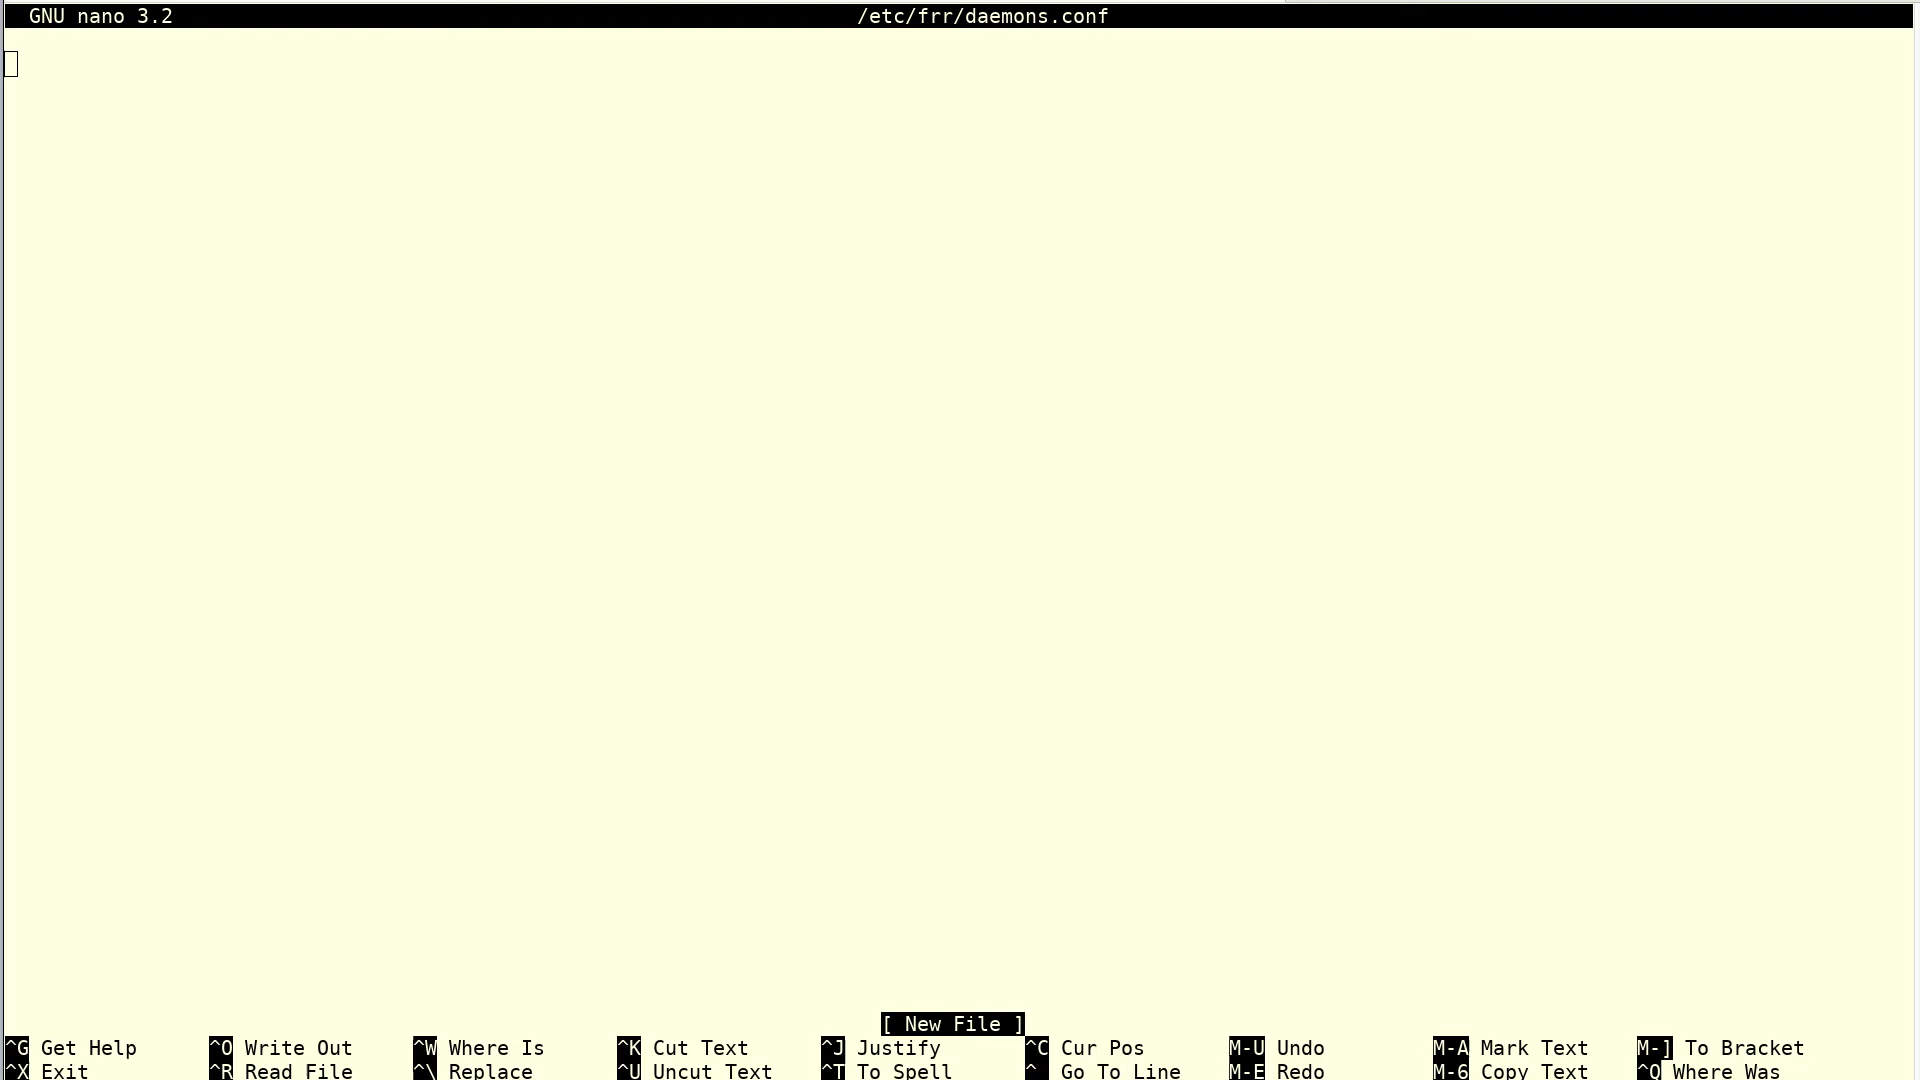 GNU nano 3.2 /etc/frr/daemons.conf
[ New File ]
^G Get Help ^O Write Out ^W Where Is ^K Cut Text ^J Justify ^C Cur Pos M-U Undo M-A Mark Text M-] To Bracket
^X Exit ^R Read File ^\ Replace ^U Uncut Text ^T To Spell ^_ Go To Line M-E Redo M-6 Copy Text ^Q Where Was